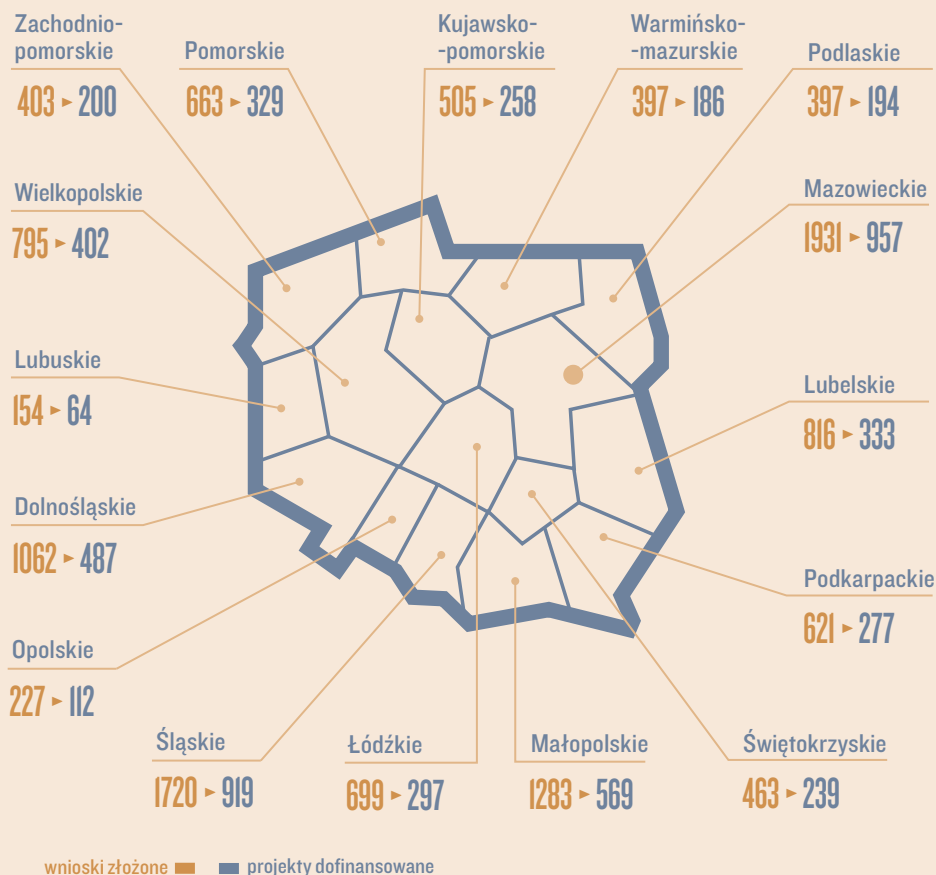 Zachodnio-
pomorskie
403 ▸ 200
Pomorskie
663 ▸ 329
Kujawsko-
-pomorskie
505 ▸ 258
Warmińsko-
-mazurskie
397 ▸ 186
Podlaskie
397 ▸ 194
Wielkopolskie
795 ▸ 402
Mazowieckie
1931 ▸ 957
Lubuskie
154 ▸ 64
Lubelskie
816 ▸ 333
Dolnośląskie
1062 ▸ 487
Podkarpackie
621 ▸ 277
Opolskie
227 ▸ 112
Śląskie
1720 ▸ 919
Łódźkie
699 ▸ 297
Małopolskie
1283 ▸ 569
Świętokrzyskie
463 ▸ 239
wnioski złożone
projekty dofinansowane